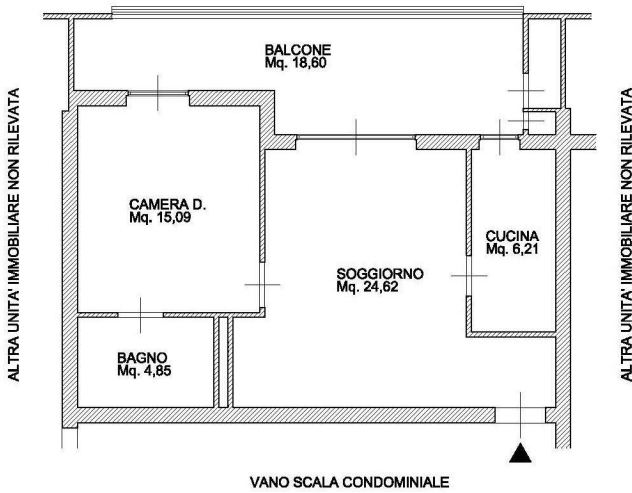 BALCONE
Mq. 18,60
ALTRA UNITA' IMMOBILIARE NON RILEVATA
CAMERA D.
Mq. 15,09
CUCINA
Mq. 6,21
SOGGIORNO
Mq. 24,62
BAGNO
Mq. 4,85
ALTRA UNITA' IMMOBILIARE NON RILEVATA
VANO SCALA CONDOMINIALE